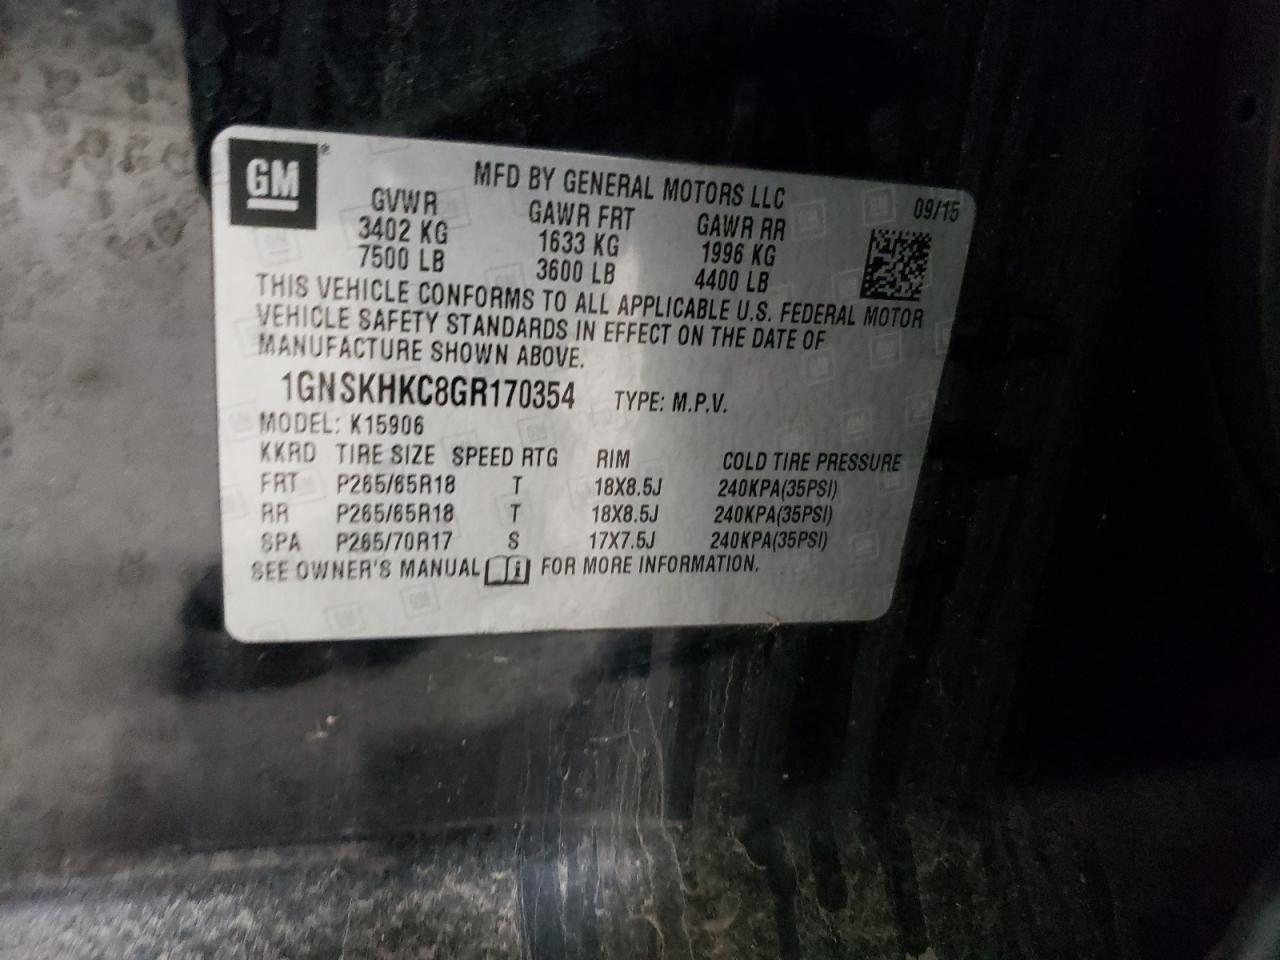 GM®
MFD BY GENERAL MOTORS LLC
09/15
GVWR GAWR FRT GAWR RR
3402 KG 1633 KG 1996 KG
7500 LB 3600 LB 4400 LB
THIS VEHICLE CONFORMS TO ALL APPLICABLE U.S. FEDERAL MOTOR
VEHICLE SAFETY STANDARDS IN EFFECT ON THE DATE OF
MANUFACTURE SHOWN ABOVE.
1GNSKHKC8GR170354 TYPE: M.P.V.
MODEL: K15906
KKRD TIRE SIZE SPEED RTG RIM COLD TIRE PRESSURE
FRT P265/65R18 T 18X8.5J 240KPA(35PSI)
RR P265/65R18 T 18X8.5J 240KPA(35PSI)
SPA P265/70R17 S 17X7.5J 240KPA(35PSI)
SEE OWNER'S MANUAL i FOR MORE INFORMATION.